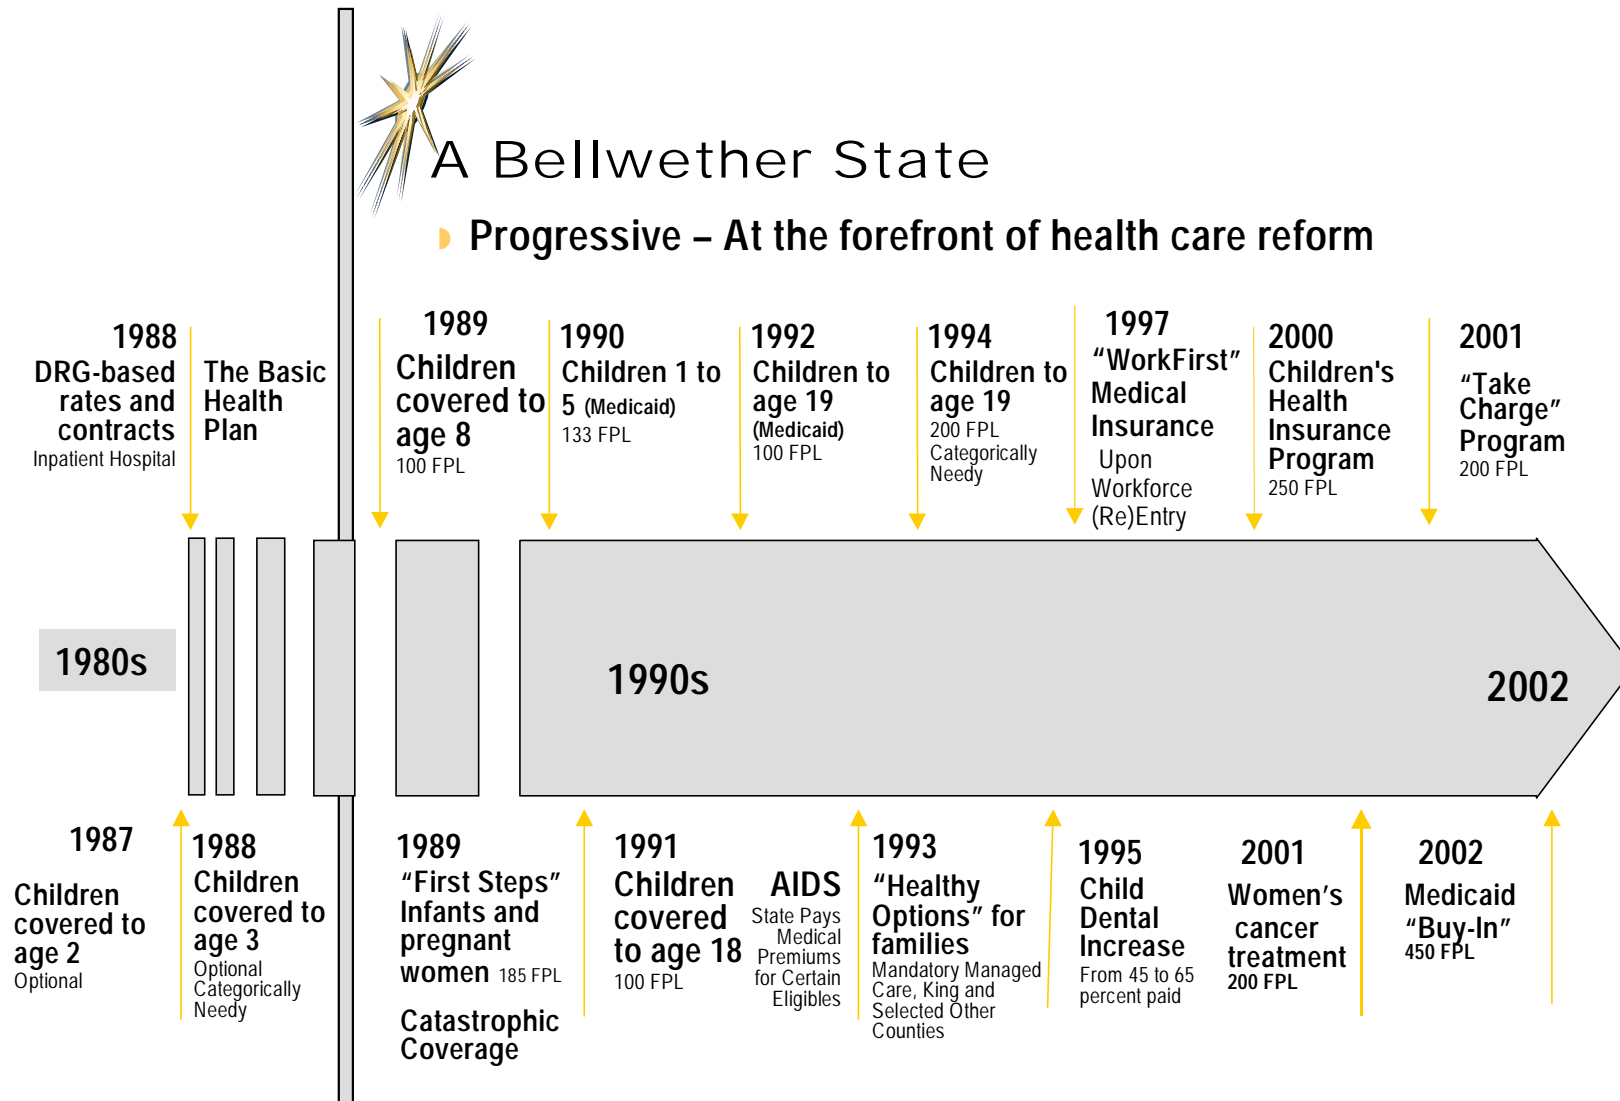 A Bellwether State
Progressive – At the forefront of health care reform
1988
DRG-based
rates and
contracts
Inpatient Hospital
The Basic
Health
Plan
1989
Children
covered to
age 8
100 FPL
1990
Children 1 to
5 (Medicaid)
133 FPL
1992
Children to
age 19
(Medicaid)
100 FPL
1994
Children to
age 19
200 FPL
Categorically
Needy
1997
“WorkFirst”
Medical
Insurance
Upon
Workforce
(Re)Entry
2000
Children's
Health
Insurance
Program
250 FPL
2001
“Take
Charge”
Program
200 FPL
1980s
1990s
2002
1987
Children
covered to
age 2
Optional
1988
Children
covered to
age 3
Optional
Categorically
Needy
1989
“First Steps”
Infants and
pregnant
women 185 FPL
Catastrophic
Coverage
1991
Children
covered
to age 18
100 FPL
AIDS
State Pays
Medical
Premiums
for Certain
Eligibles
1993
“Healthy
Options” for
families
Mandatory Managed
Care, King and
Selected Other
Counties
1995
Child
Dental
Increase
From 45 to 65
percent paid
2001
Women’s
cancer
treatment
200 FPL
2002
Medicaid
“Buy-In”
450 FPL